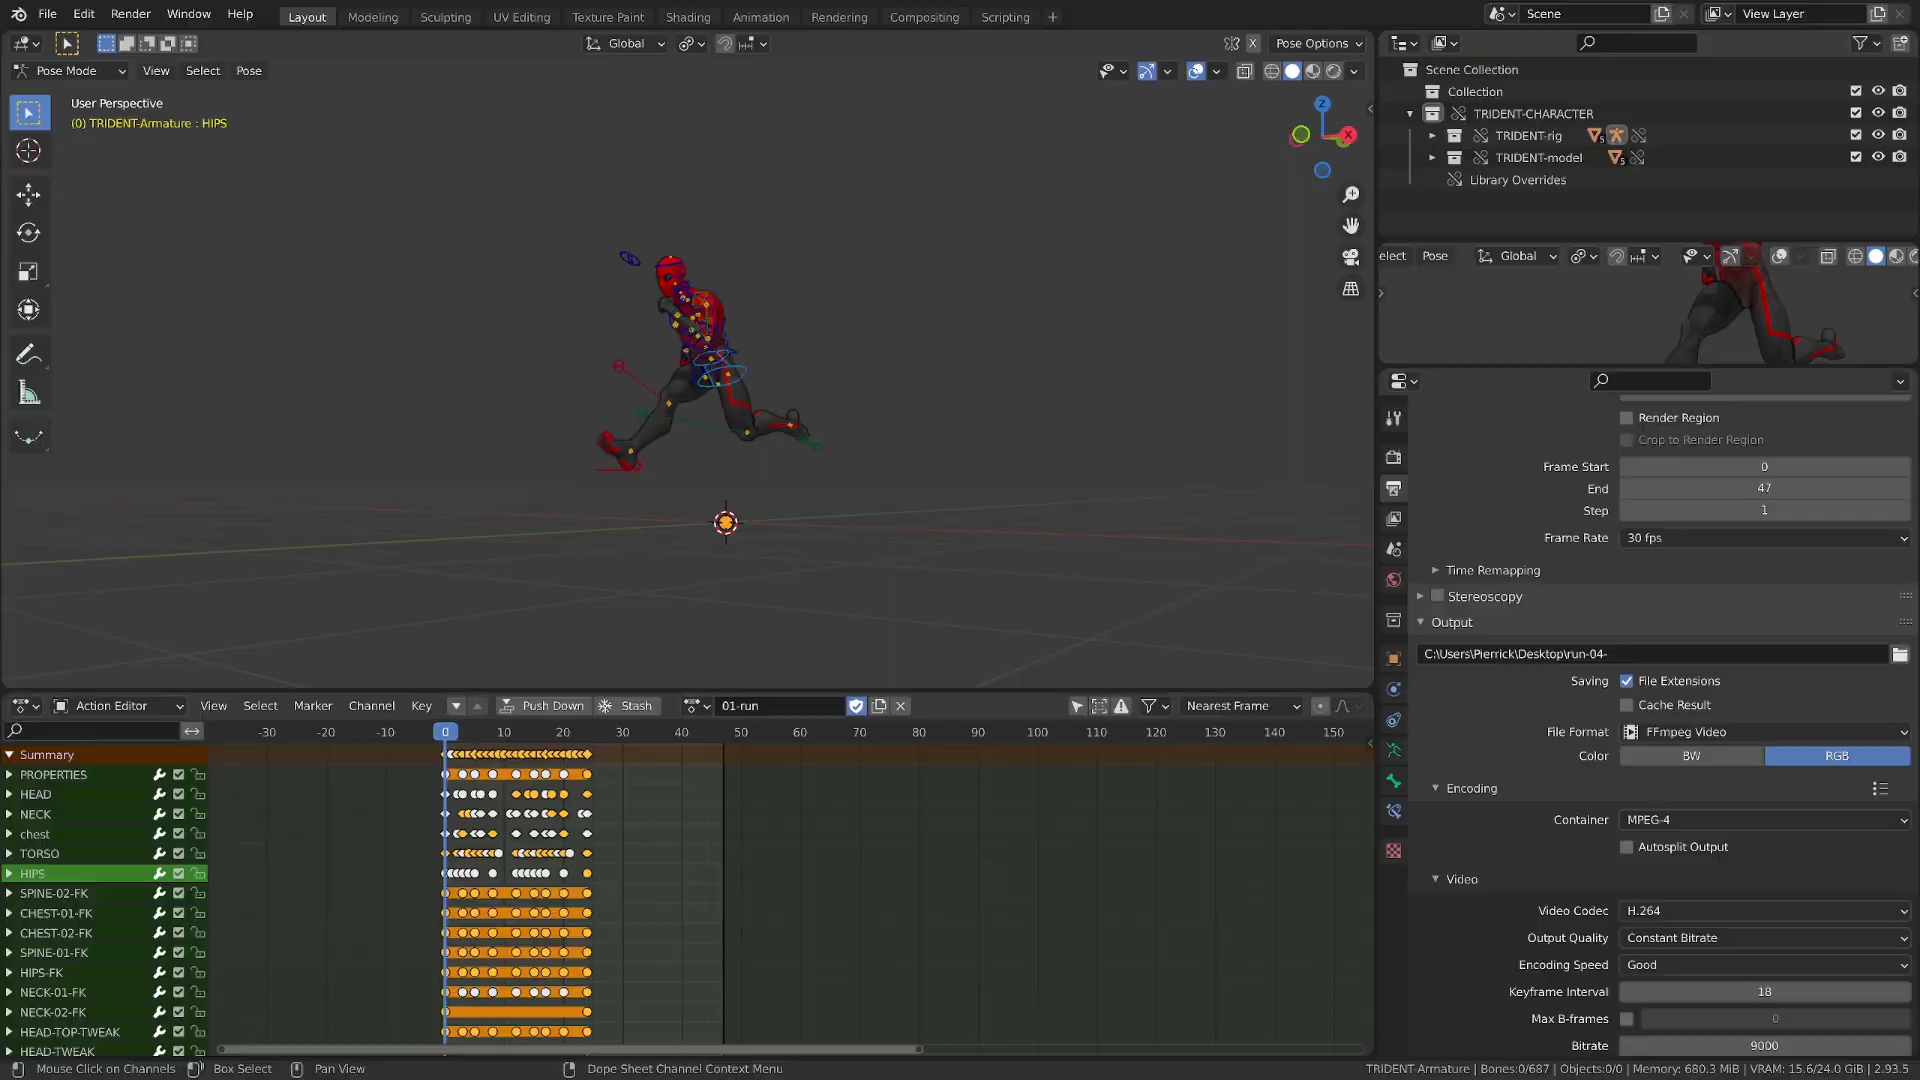 File Edit Render Window Help Layout Modeling Sculpting UV Editing Texture Paint Shading Animation Rendering Compositing Scripting + Scene View Layer
Global X Pose Options
Pose Mode View Select Pose
User Perspective
(0) TRIDENT-Armature : HIPS
Z
X
Scene Collection
Collection
TRIDENT-CHARACTER
TRIDENT-rig 5
TRIDENT-model 5
Library Overrides
elect Pose Global
Render Region
Crop to Render Region
Frame Start 0
End 47
Step 1
Frame Rate 30 fps
Time Remapping
Stereoscopy
Output
C:\Users\Pierrick\Desktop\run-04-
Saving File Extensions
Cache Result
File Format FFmpeg Video
Color BW RGB
Encoding
Container MPEG-4
Autosplit Output
Video
Video Codec H.264
Output Quality Constant Bitrate
Encoding Speed Good
Keyframe Interval 18
Max B-frames 0
Bitrate 9000
Action Editor View Select Marker Channel Key Push Down Stash 01-run Nearest Frame
-30 -20 -10 0 10 20 30 40 50 60 70 80 90 100 110 120 130 140 150
Summary
PROPERTIES
HEAD
NECK
chest
TORSO
HIPS
SPINE-02-FK
CHEST-01-FK
CHEST-02-FK
SPINE-01-FK
HIPS-FK
NECK-01-FK
NECK-02-FK
HEAD-TOP-TWEAK
HEAD-TWEAK
Mouse Click on Channels Box Select Pan View Dope Sheet Channel Context Menu TRIDENT-Armature | Bones:0/687 | Objects:0/0 | Memory: 680.3 MiB | VRAM: 15.6/24.0 GiB | 2.93.5